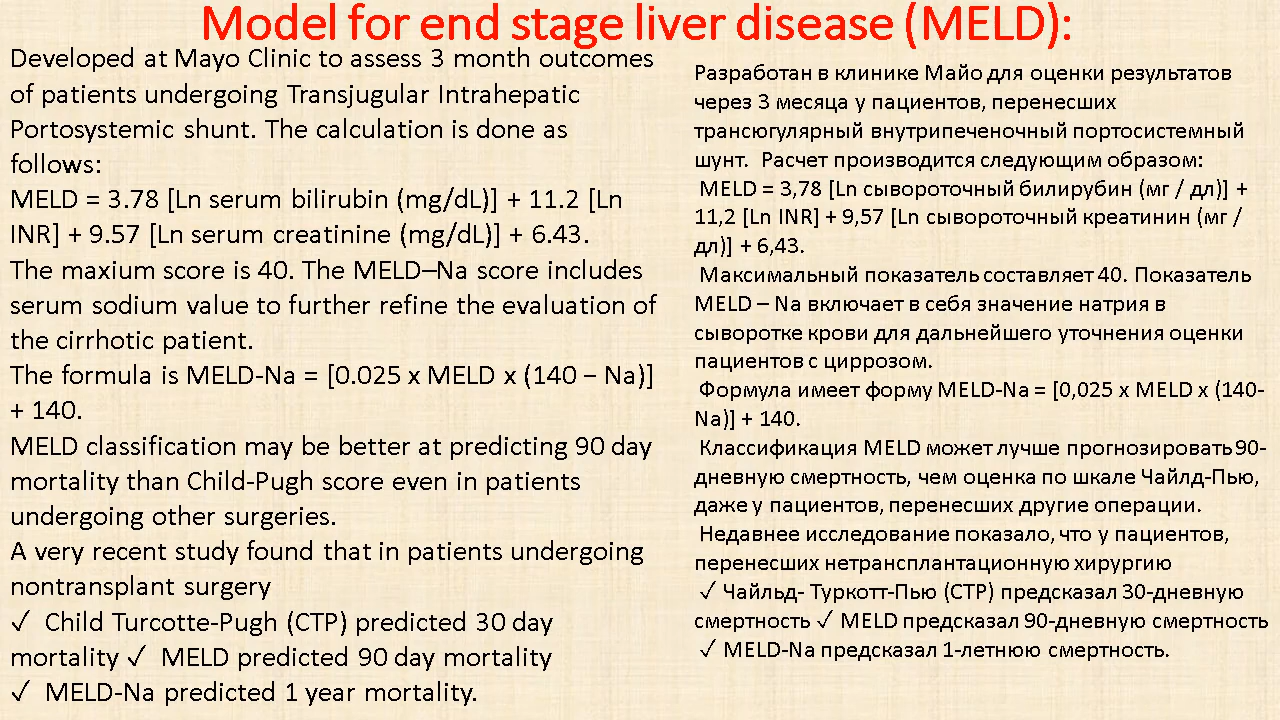 Model for end stage liver disease (MELD):
Developed at Mayo Clinic to assess 3 month outcomes
of patients undergoing Transjugular Intrahepatic
Portosystemic shunt. The calculation is done as
follows:
MELD = 3.78 [Ln serum bilirubin (mg/dL)] + 11.2 [Ln
INR] + 9.57 [Ln serum creatinine (mg/dL)] + 6.43.
The maxium score is 40. The MELD–Na score includes
serum sodium value to further refine the evaluation of
the cirrhotic patient.
The formula is MELD-Na = [0.025 x MELD x (140 − Na)]
+ 140.
MELD classification may be better at predicting 90 day
mortality than Child-Pugh score even in patients
undergoing other surgeries.
A very recent study found that in patients undergoing
nontransplant surgery
✓ Child Turcotte-Pugh (CTP) predicted 30 day
mortality ✓ MELD predicted 90 day mortality
✓ MELD-Na predicted 1 year mortality.
Разработан в клинике Майо для оценки результатов
через 3 месяца у пациентов, перенесших
трансюгулярный внутрипеченочный портосистемный
шунт. Расчет производится следующим образом:
MELD = 3,78 [Ln сывороточный билирубин (мг / дл)] +
11,2 [Ln INR] + 9,57 [Ln сывороточный креатинин (мг /
дл)] + 6,43.
Максимальный показатель составляет 40. Показатель
MELD – Na включает в себя значение натрия в
сыворотке крови для дальнейшего уточнения оценки
пациентов с циррозом.
Формула имеет форму MELD-Na = [0,025 x MELD x (140-
Na)] + 140.
Классификация MELD может лучше прогнозировать 90-
дневную смертность, чем оценка по шкале Чайлд-Пью,
даже у пациентов, перенесших другие операции.
Недавнее исследование показало, что у пациентов,
перенесших нетрансплантационную хирургию
✓ Чайльд- Туркотт-Пью (CTP) предсказал 30-дневную
смертность ✓ MELD предсказал 90-дневную смертность
✓ MELD-Na предсказал 1-летнюю смертность.